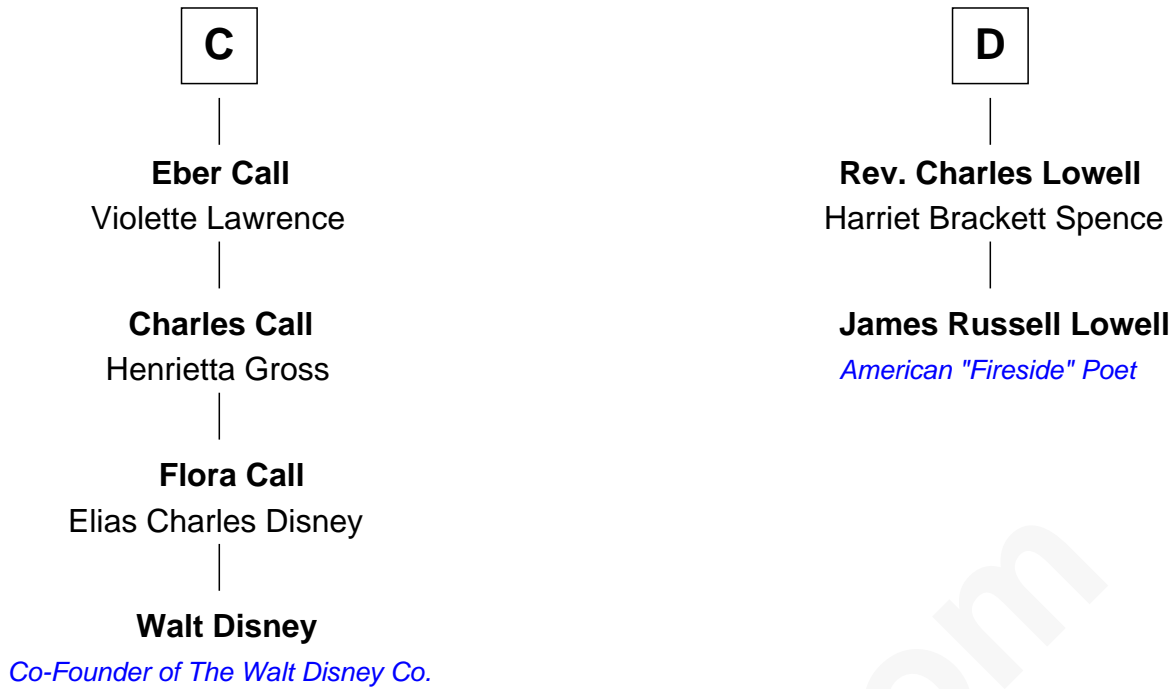 C
Eber Call
Violette Lawrence
Charles Call
Henrietta Gross
Flora Call
Elias Charles Disney
Walt Disney
Co-Founder of The Walt Disney Co.
D
Rev. Charles Lowell
Harriet Brackett Spence
James Russell Lowell
American "Fireside" Poet
om